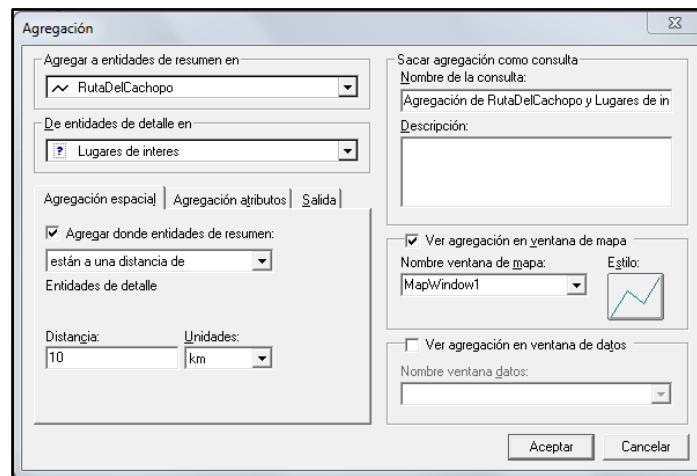 Agregación
Agregar a entidades de resumen en
RutaDelCachopo
De entidades de detalle en
? Lugares de interes
Agregación espacial Agregación atributos Salida
Agregar donde entidades de resumen:
están a una distancia de
Entidades de detalle
Distancia: Unidades:
10 km
Sacar agregación como consulta
Nombre de la consulta:
Agregación de RutaDelCachopo y Lugares de in
Descripción:
Ver agregación en ventana de mapa
Nombre ventana de mapa: Estilo:
MapWindow1
Ver agregación en ventana de datos
Nombre ventana datos:
Aceptar Cancelar